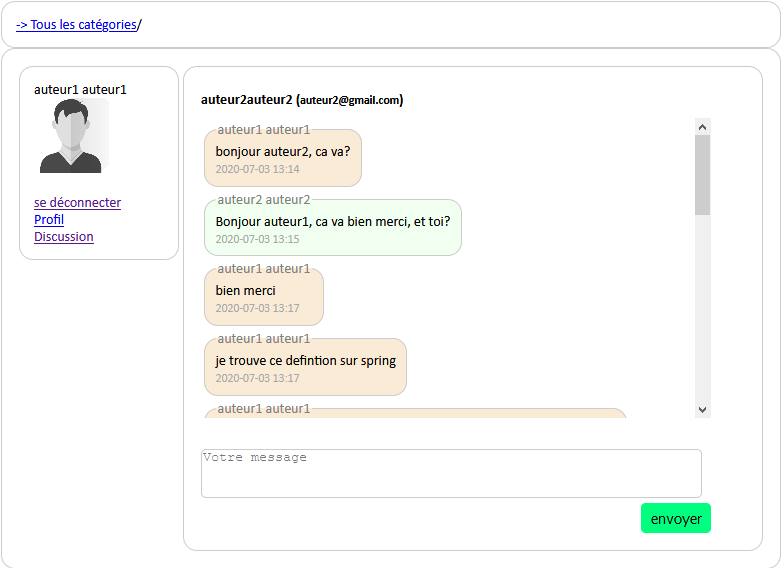 -> Tous les catégories/
auteur1 auteur1
se déconnecter
Profil
Discussion
auteur2auteur2 (auteur2@gmail.com)
auteur1 auteur1
bonjour auteur2, ca va?
2020-07-03 13:14
auteur2 auteur2
Bonjour auteur1, ca va bien merci, et toi?
2020-07-03 13:15
auteur1 auteur1
bien merci
2020-07-03 13:17
auteur1 auteur1
je trouve ce defintion sur spring
2020-07-03 13:17
auteur1 auteur1
Votre message
envoyer